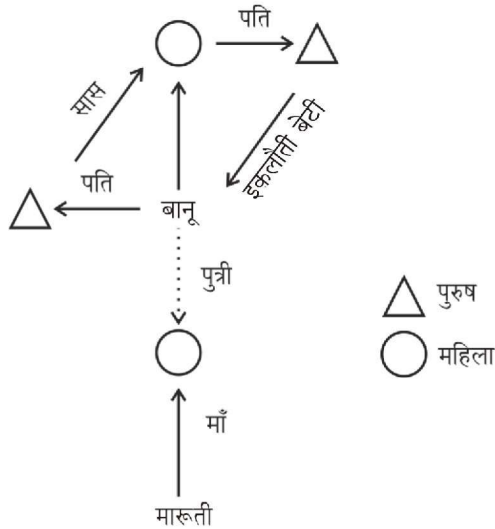 पति
सास
इकलौती बेटी
पति
बानू
पुत्री
पुरुष
महिला
माँ
मारूती